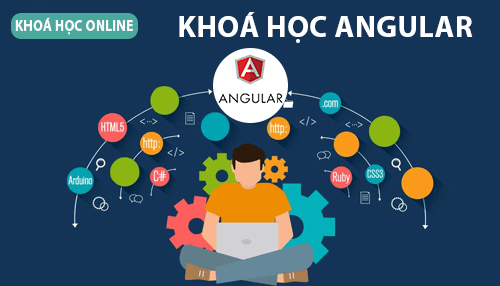 KHOÁ HỌC ONLINE
KHOÁ HỌC ANGULAR
A
ANGULAR
HTML5
.com
http:
http:
Arduino
C#
Ruby
CSS3
<··>
</>
</>
<··>
</>
</>